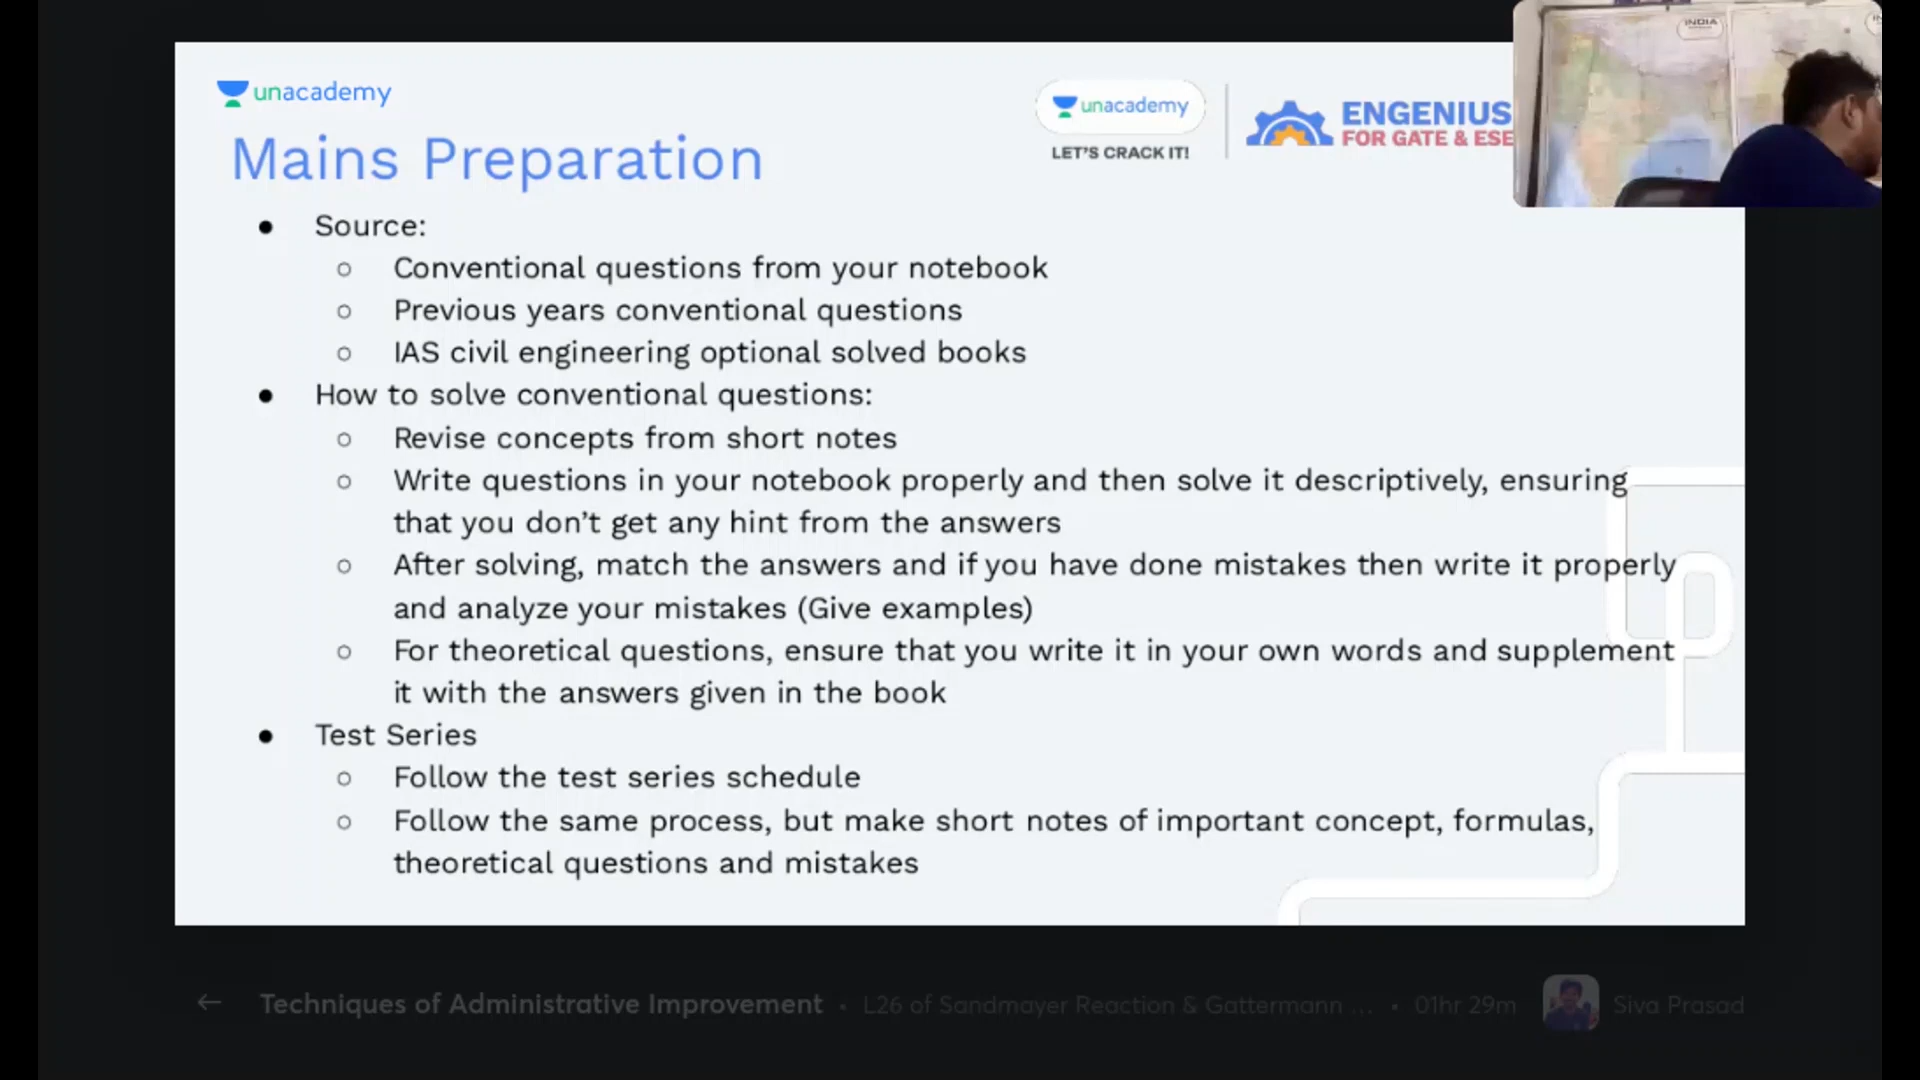 unacademy
unacademy
LET'S CRACK IT!
ENGENIUS
FOR GATE & ESE
INDIA
Mains Preparation
● Source:
○ Conventional questions from your notebook
○ Previous years conventional questions
○ IAS civil engineering optional solved books
● How to solve conventional questions:
○ Revise concepts from short notes
○ Write questions in your notebook properly and then solve it descriptively, ensuring
that you don’t get any hint from the answers
○ After solving, match the answers and if you have done mistakes then write it properly
and analyze your mistakes (Give examples)
○ For theoretical questions, ensure that you write it in your own words and supplement
it with the answers given in the book
● Test Series
○ Follow the test series schedule
○ Follow the same process, but make short notes of important concept, formulas,
theoretical questions and mistakes
← Techniques of Administrative Improvement • L26 of Sandmayer Reaction & Gattermann ... • 01hr 29m Siva Prasad